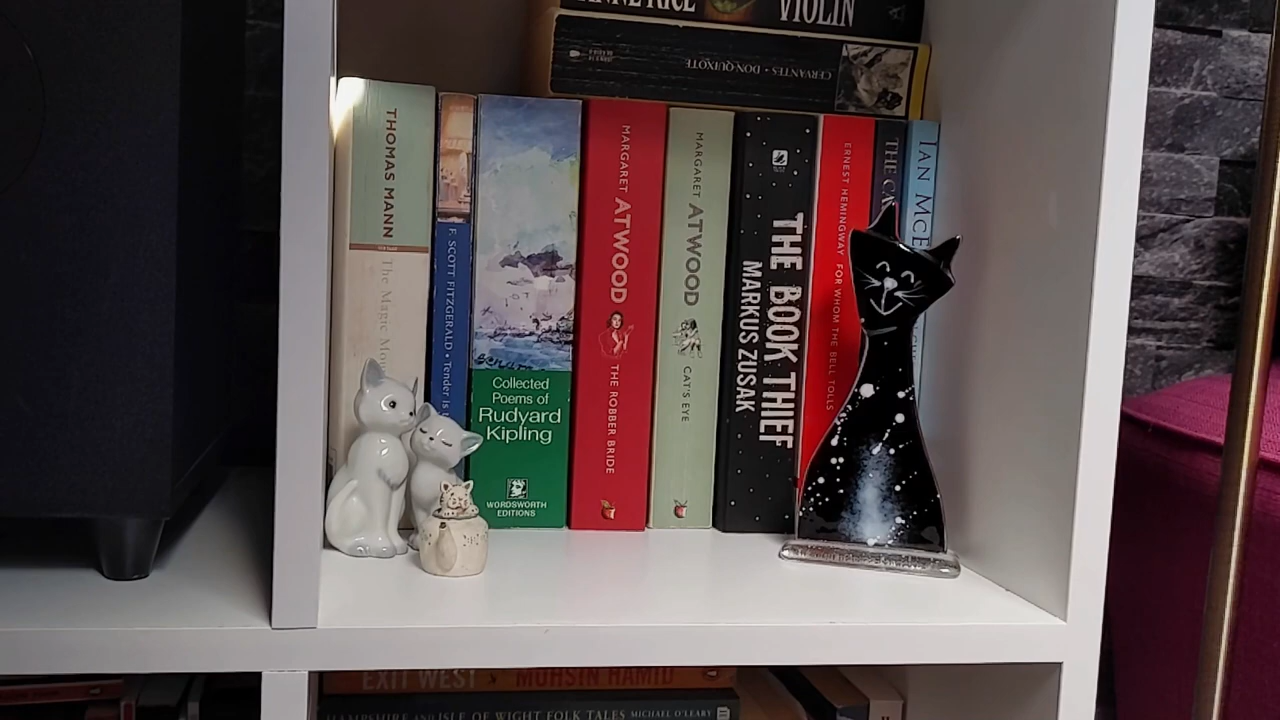 ANNE RICE VIOLIN
CERVANTES • DON QUIXOTE
THOMAS MANN
The Magic
F. SCOTT FITZGERALD • Tender is
Collected
Poems of
Rudyard
Kipling
WORDSWORTH
EDITIONS
MARGARET ATWOOD THE ROBBER BRIDE
MARGARET ATWOOD CAT'S EYE
THE BOOK THIEF
MARKUS ZUSAK
ERNEST HEMINGWAY FOR WHOM THE BELL TOLLS
THE CA
IAN MCE
EXIT WEST MOHSIN HAMID
HAMPSHIRE AND ISLE OF WIGHT FOLK TALES MICHAEL O'LEARY